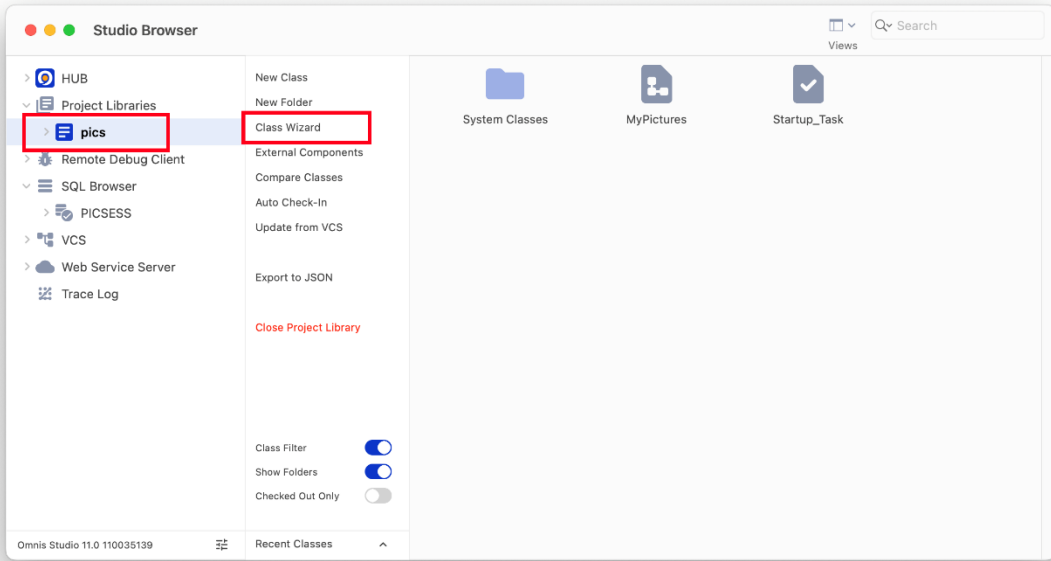 Studio Browser
Views
Search
HUB
Project Libraries
pics
Remote Debug Client
SQL Browser
PICSESS
VCS
Web Service Server
Trace Log
Omnis Studio 11.0 110035139
New Class
New Folder
Class Wizard
External Components
Compare Classes
Auto Check-In
Update from VCS
Export to JSON
Close Project Library
Class Filter
Show Folders
Checked Out Only
Recent Classes
System Classes
MyPictures
Startup_Task